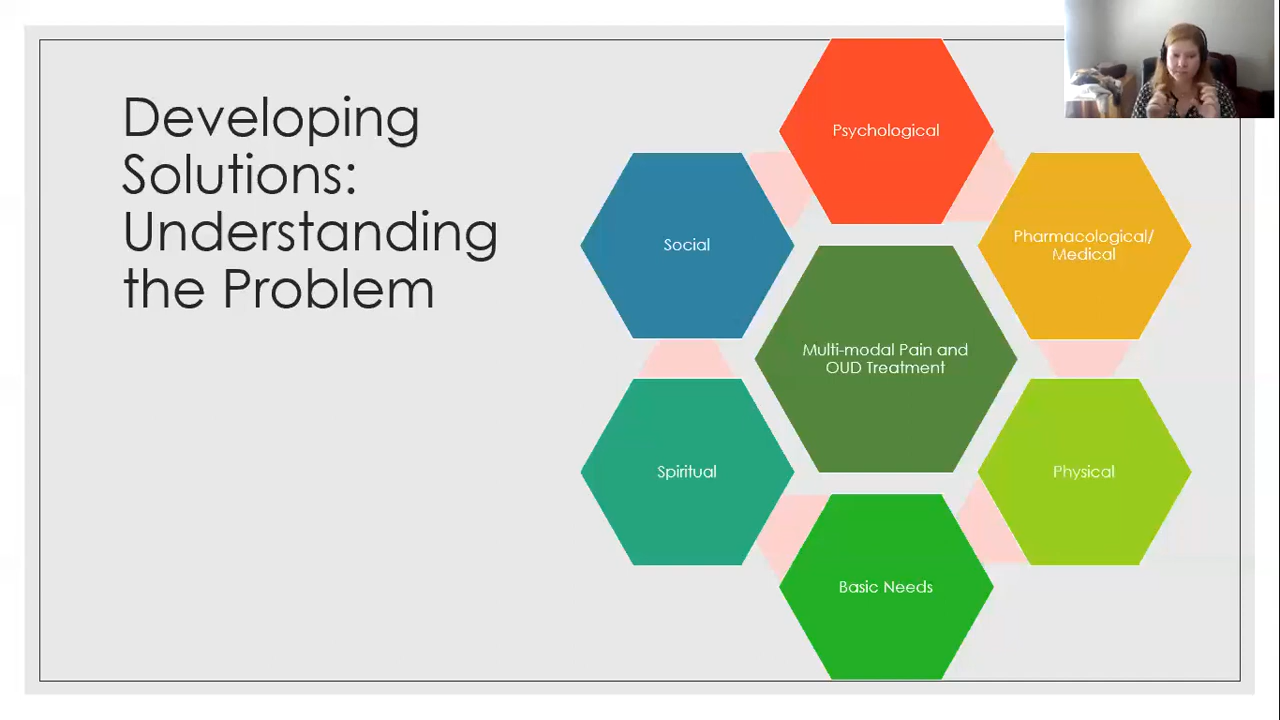 Developing
Solutions:
Understanding
the Problem
Psychological
Social
Pharmacological/
Medical
Multi-modal Pain and
OUD Treatment
Spiritual
Physical
Basic Needs